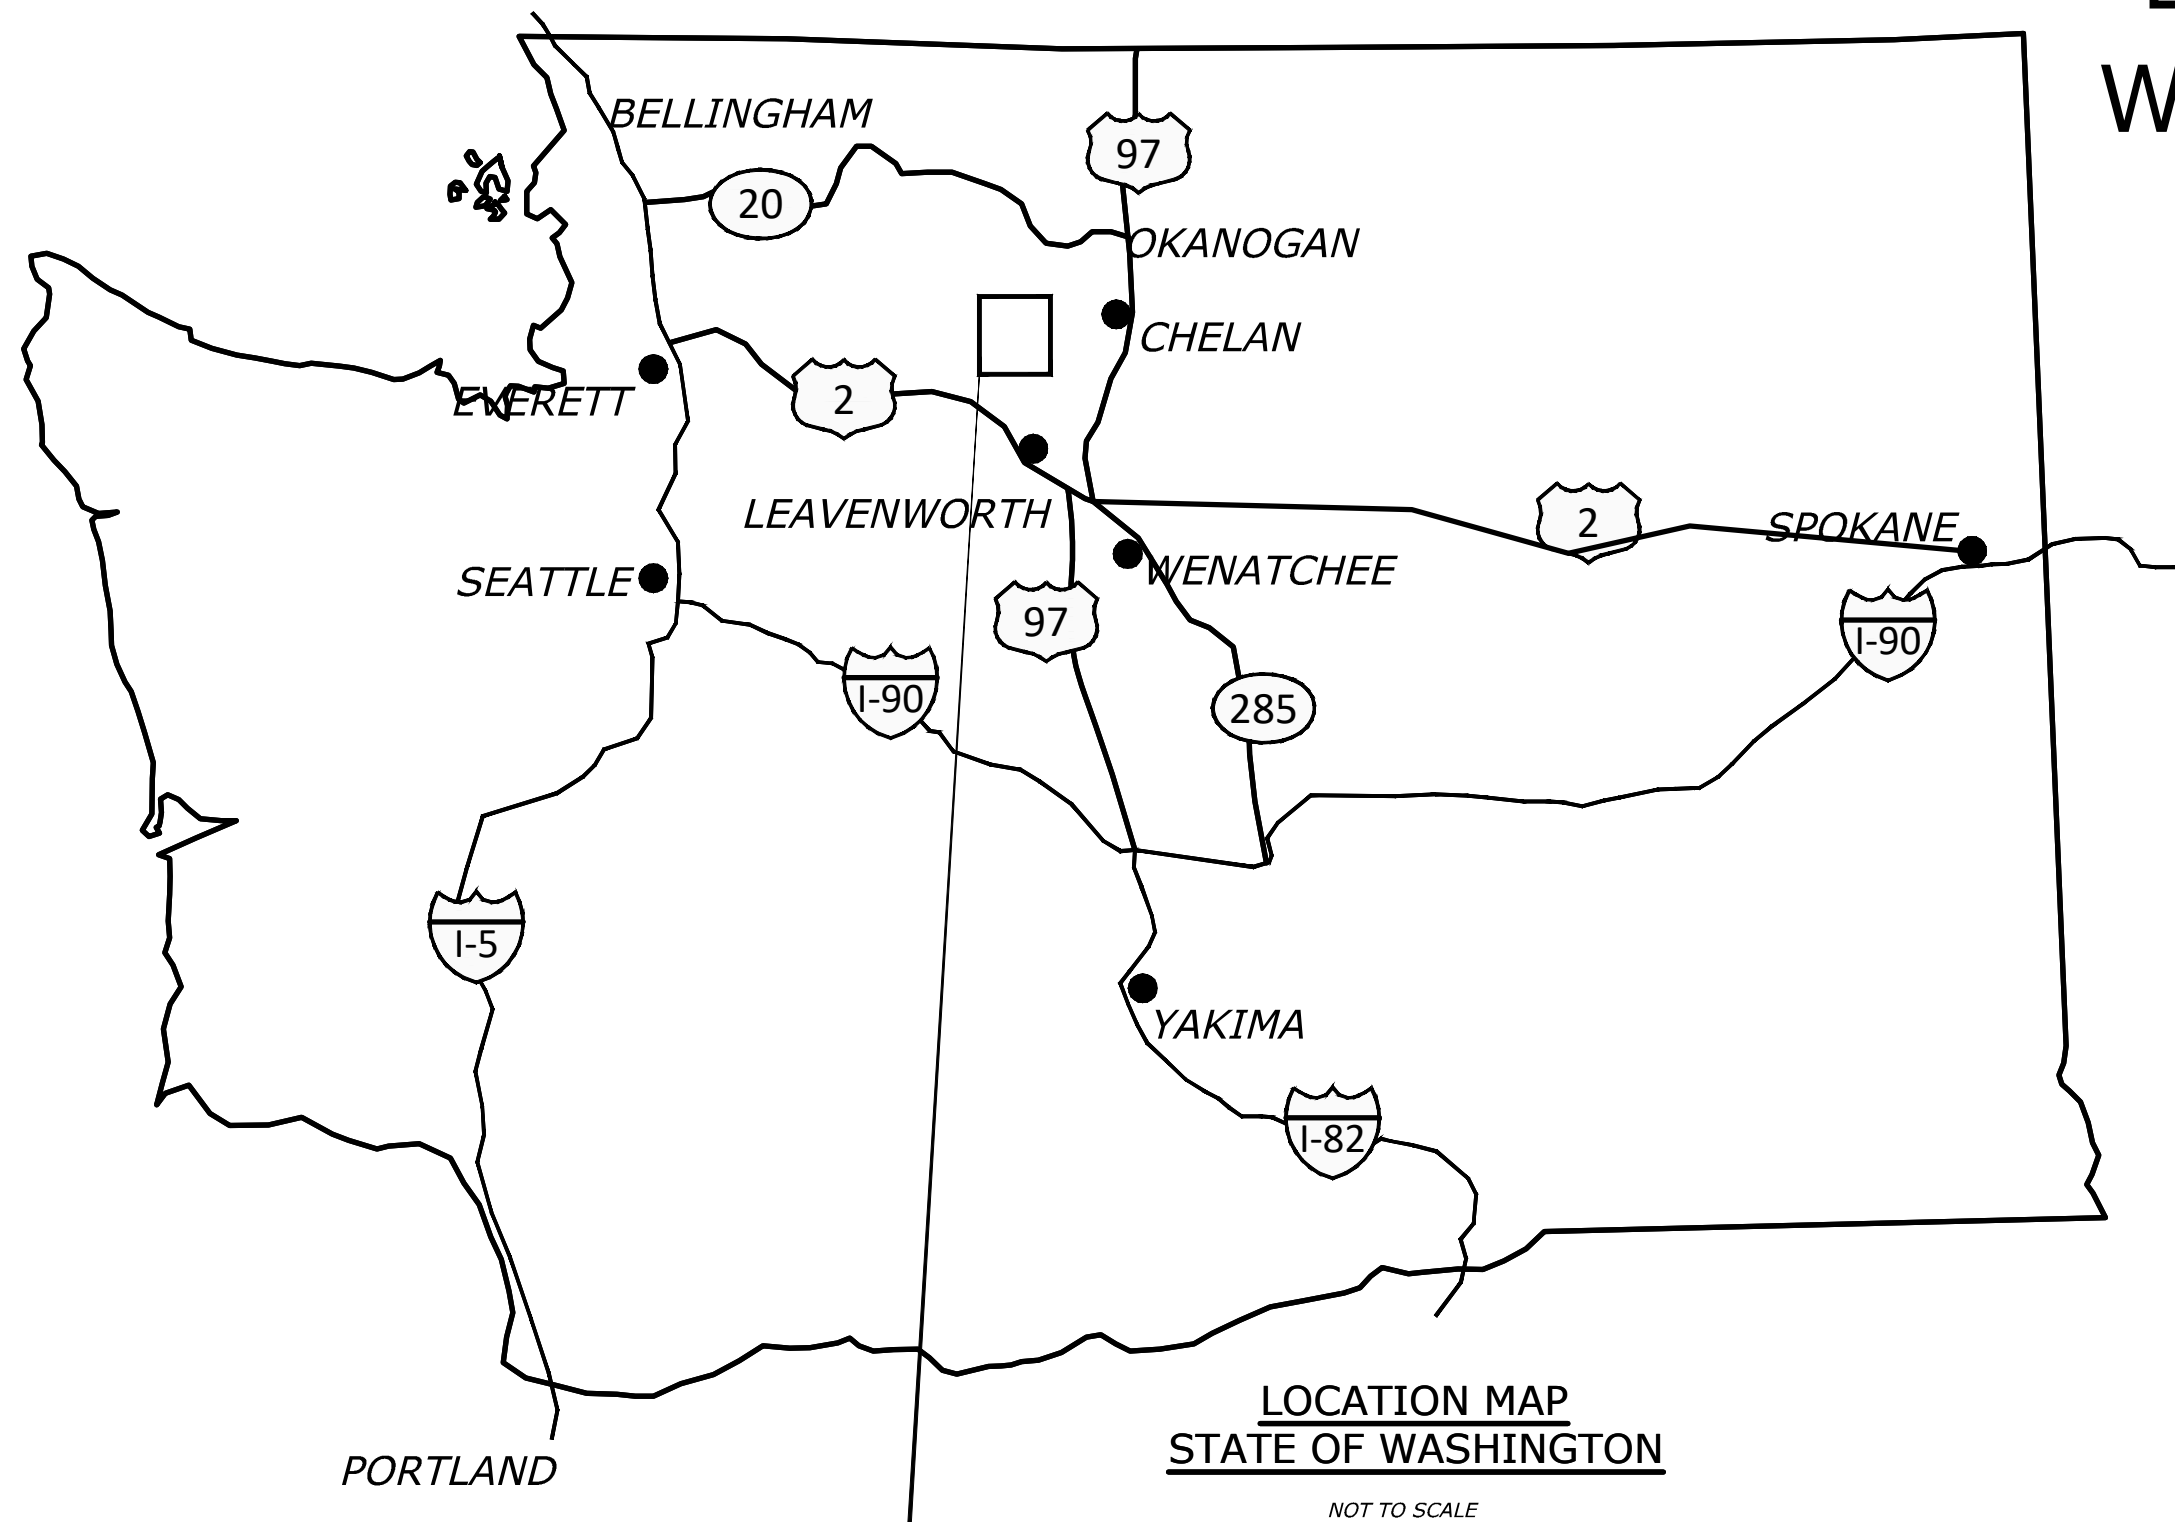 W
BELLINGHAM
97
20
OKANOGAN
CHELAN
2
EVERETT
LEAVENWORTH
2
SPOKANE
SEATTLE
WENATCHEE
97
I-90
I-90
285
I-5
YAKIMA
I-82
LOCATION MAP
STATE OF WASHINGTON
PORTLAND
NOT TO SCALE